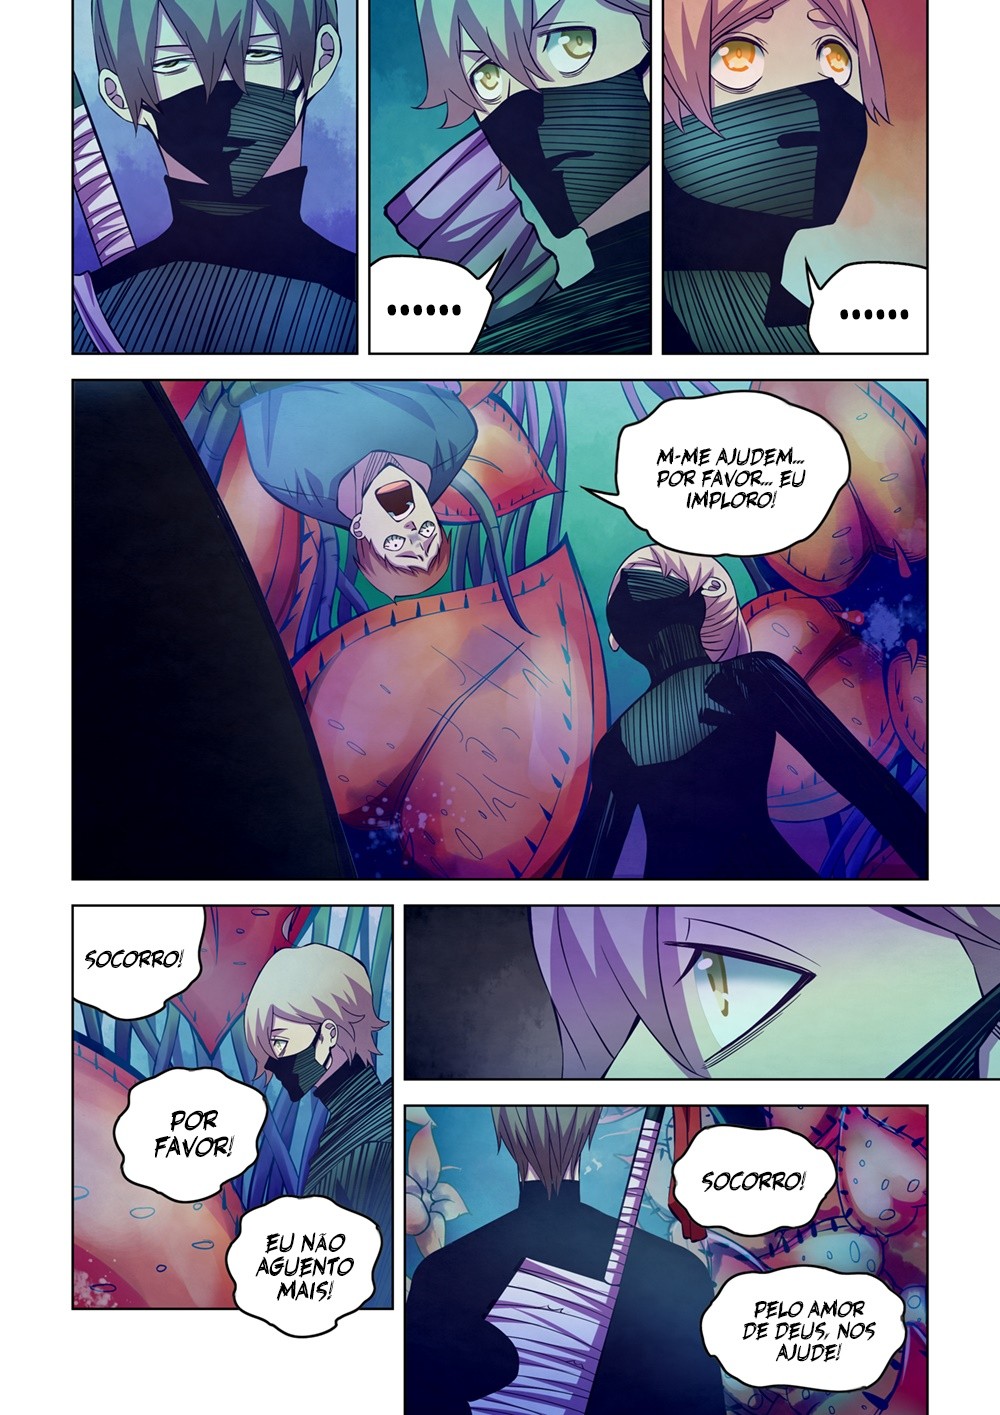 ......
......
M-ME AJUDEM...
POR FAVOR... EU
IMPLORO!
SOCORRO!
POR
FAVOR!
EU NÃO
AGUENTO
MAIS!
SOCORRO!
PELO AMOR
DE DEUS, NOS
AJUDE!